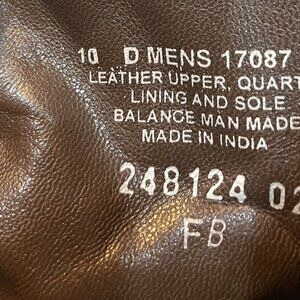 10 D MENS 17087
LEATHER UPPER, QUART
LINING AND SOLE
BALANCE MAN MADE
MADE IN INDIA
248124 02
FB